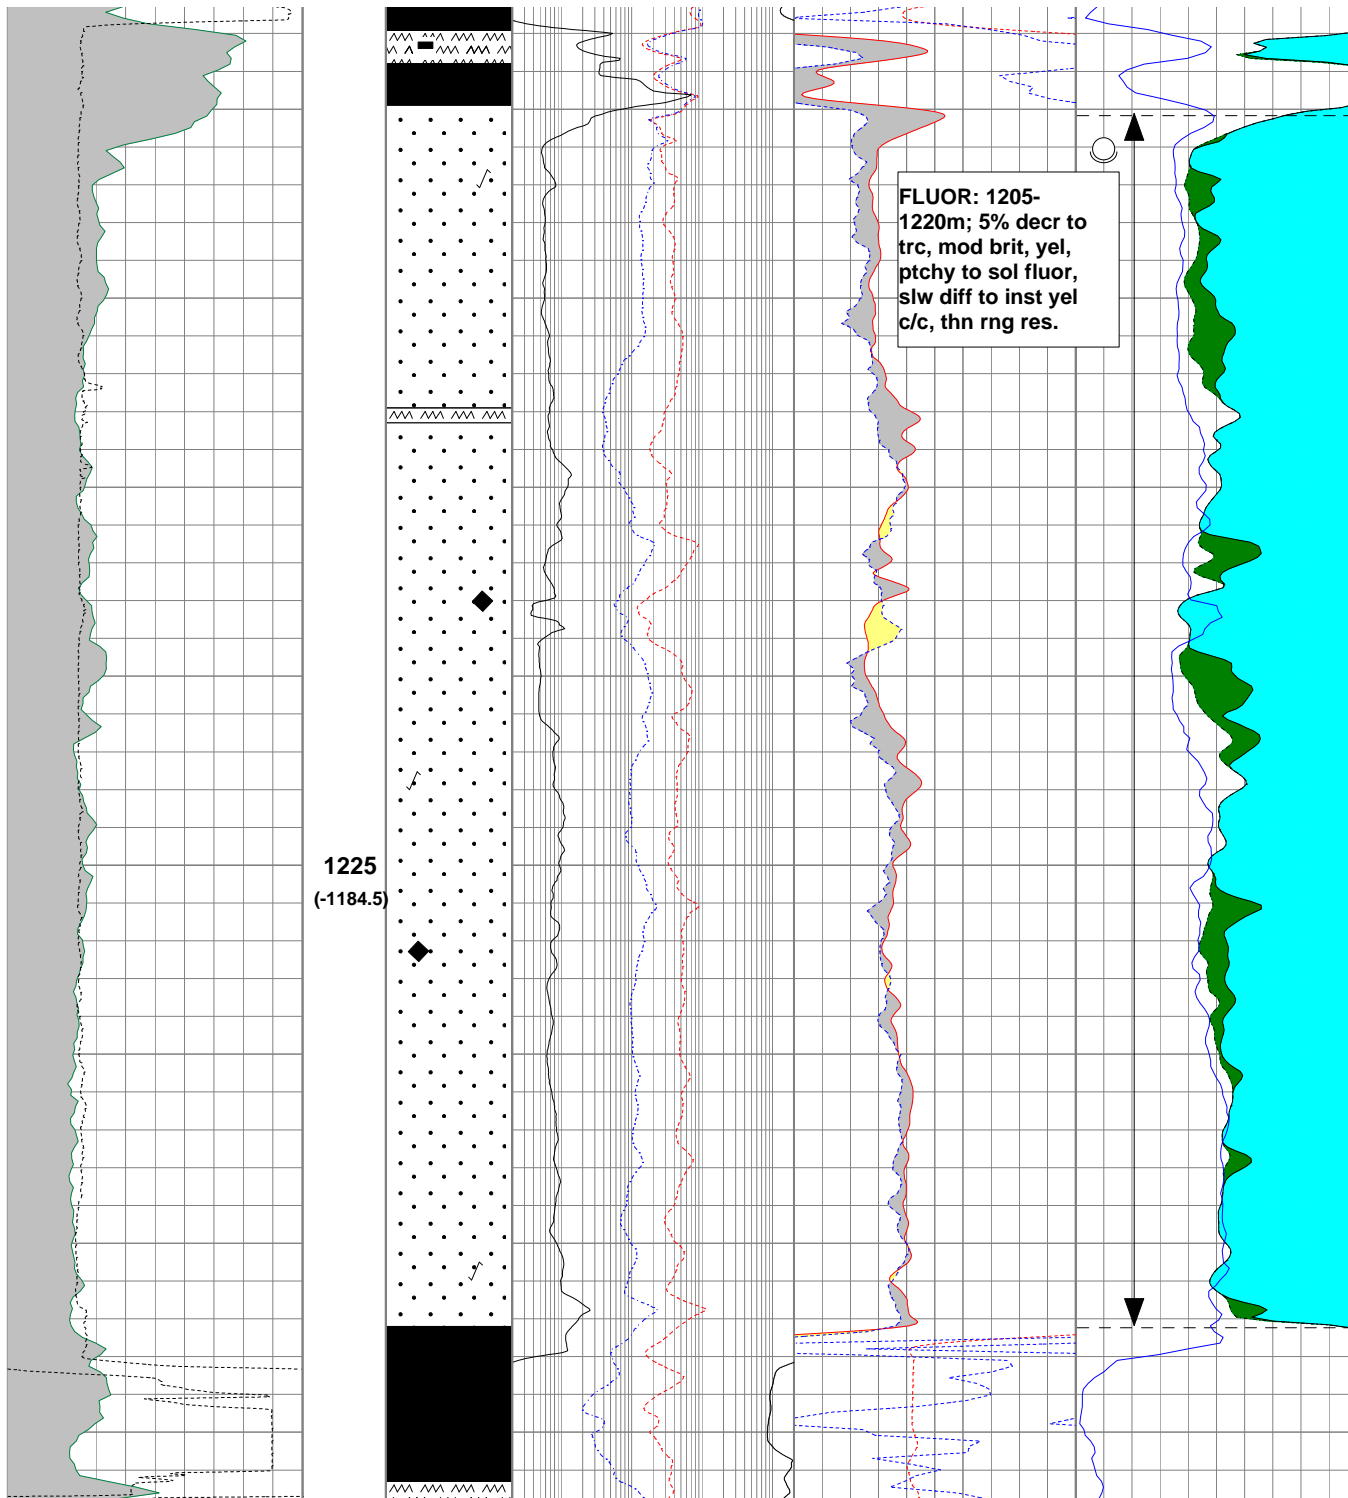 FLUOR: 1205-
1220m; 5% decr to
trc, mod brit, yel,
ptchy to sol fluor,
slw diff to inst yel
c/c, thn rng res.
1225
(-1184.5)